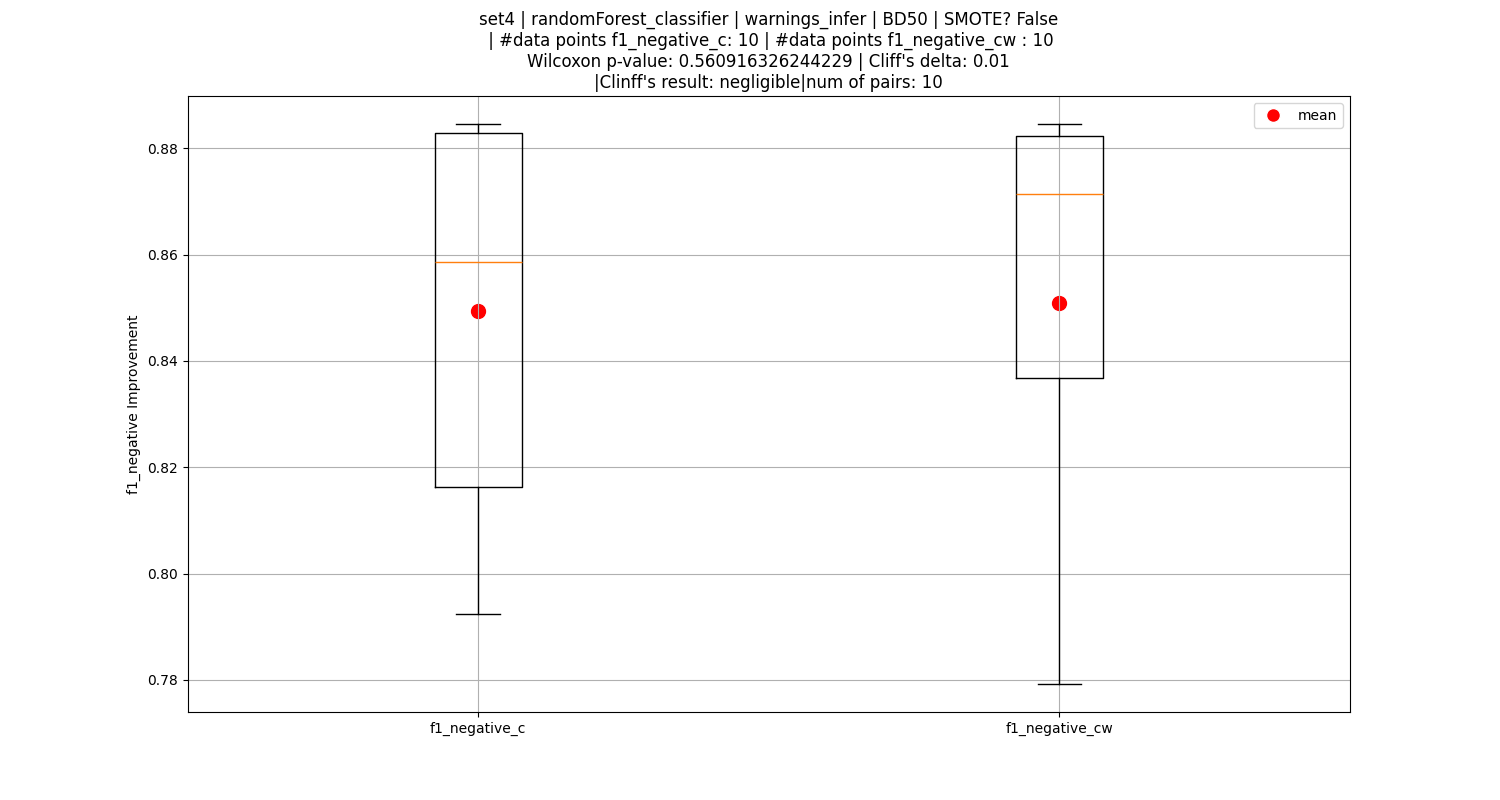 set4 | randomForest_classifier | warnings_infer | BD50 | SMOTE? False
| #data points f1_negative_c: 10 | #data points f1_negative_cw : 10
Wilcoxon p-value: 0.560916326244229 | Cliff's delta: 0.01
|Clinff's result: negligible|num of pairs: 10
mean
0.88
0.86
0.84
0.82
0.80
0.78
f1_negative Improvement
f1_negative_c
f1_negative_cw